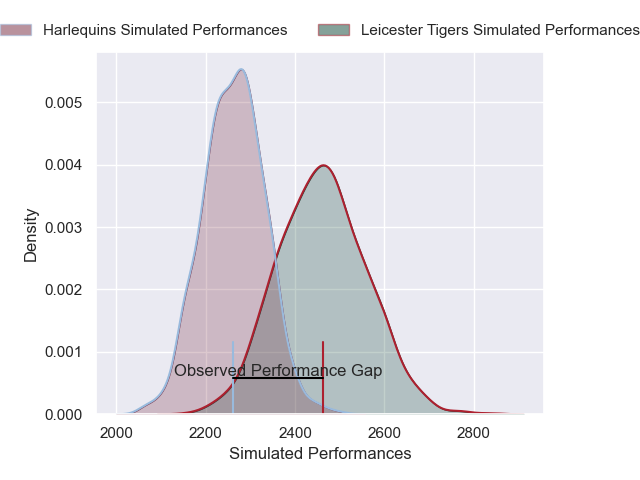 Harlequins Simulated Performances
Leicester Tigers Simulated Performances
0.005
0.004
0.003
0.002
0.001
0.000
Density
Observed Performance Gap
2000 2200 2400 2600 2800
Simulated Performances